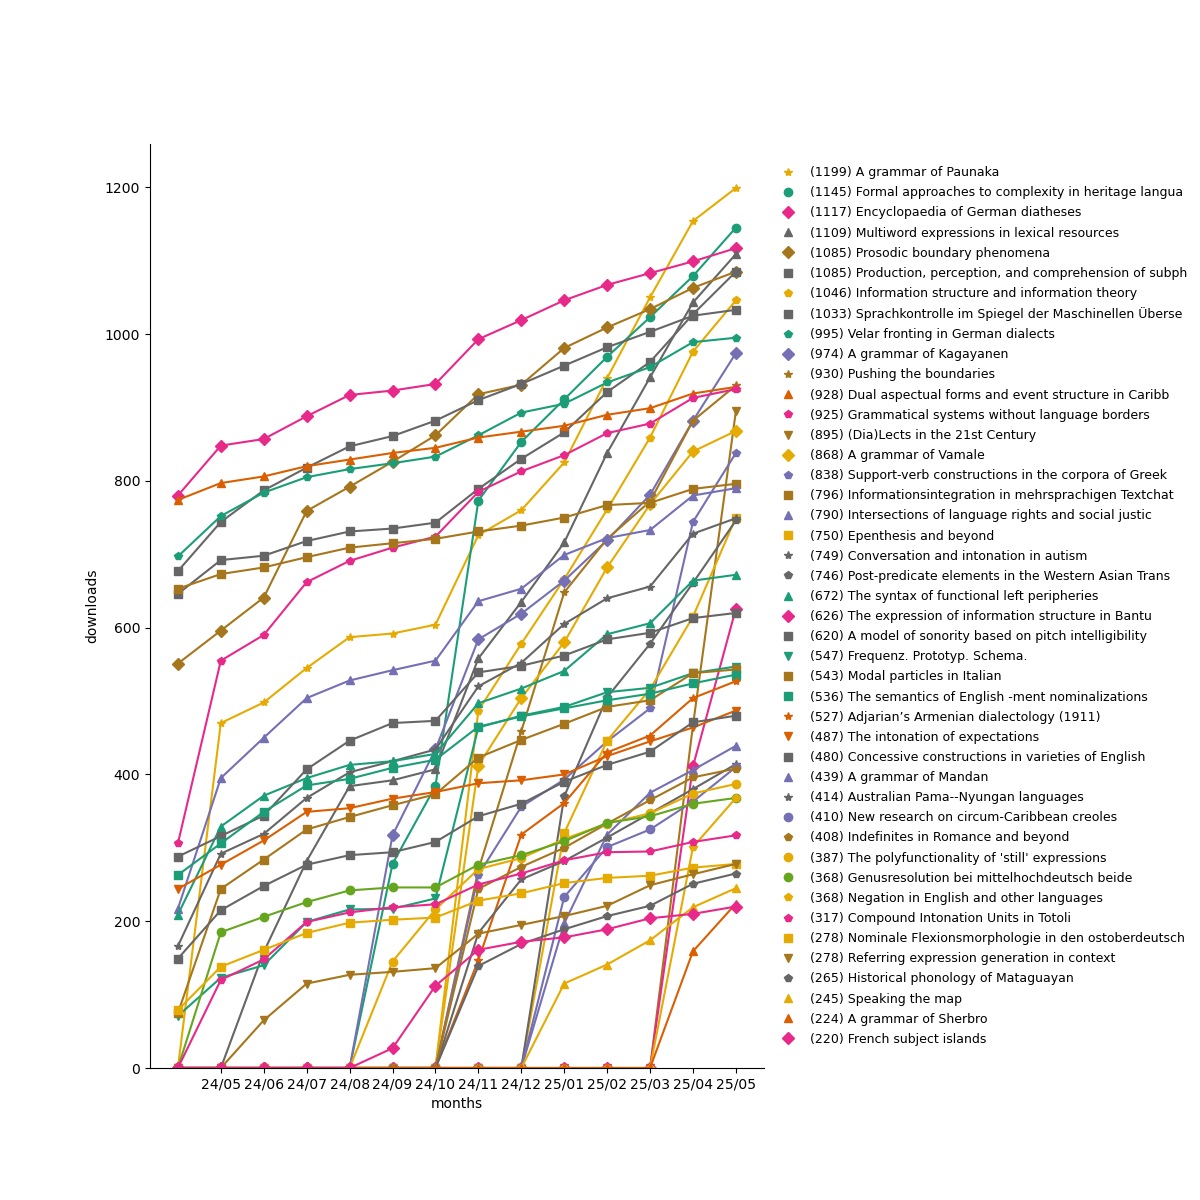 1200
1000
800
600
400
200
0
downloads
24/05 24/06 24/07 24/08 24/09 24/10 24/11 24/12 25/01 25/02 25/03 25/04 25/05
months
(1199) A grammar of Paunaka
(1145) Formal approaches to complexity in heritage langua
(1117) Encyclopaedia of German diatheses
(1109) Multiword expressions in lexical resources
(1085) Prosodic boundary phenomena
(1085) Production, perception, and comprehension of subph
(1046) Information structure and information theory
(1033) Sprachkontrolle im Spiegel der Maschinellen Überse
(995) Velar fronting in German dialects
(974) A grammar of Kagayanen
(930) Pushing the boundaries
(928) Dual aspectual forms and event structure in Caribb
(925) Grammatical systems without language borders
(895) (Dia)Lects in the 21st Century
(868) A grammar of Vamale
(838) Support-verb constructions in the corpora of Greek
(796) Informationsintegration in mehrsprachigen Textchat
(790) Intersections of language rights and social justic
(750) Epenthesis and beyond
(749) Conversation and intonation in autism
(746) Post-predicate elements in the Western Asian Trans
(672) The syntax of functional left peripheries
(626) The expression of information structure in Bantu
(620) A model of sonority based on pitch intelligibility
(547) Frequenz. Prototyp. Schema.
(543) Modal particles in Italian
(536) The semantics of English -ment nominalizations
(527) Adjarian’s Armenian dialectology (1911)
(487) The intonation of expectations
(480) Concessive constructions in varieties of English
(439) A grammar of Mandan
(414) Australian Pama--Nyungan languages
(410) New research on circum-Caribbean creoles
(408) Indefinites in Romance and beyond
(387) The polyfunctionality of 'still' expressions
(368) Genusresolution bei mittelhochdeutsch beide
(368) Negation in English and other languages
(317) Compound Intonation Units in Totoli
(278) Nominale Flexionsmorphologie in den ostoberdeutsch
(278) Referring expression generation in context
(265) Historical phonology of Mataguayan
(245) Speaking the map
(224) A grammar of Sherbro
(220) French subject islands